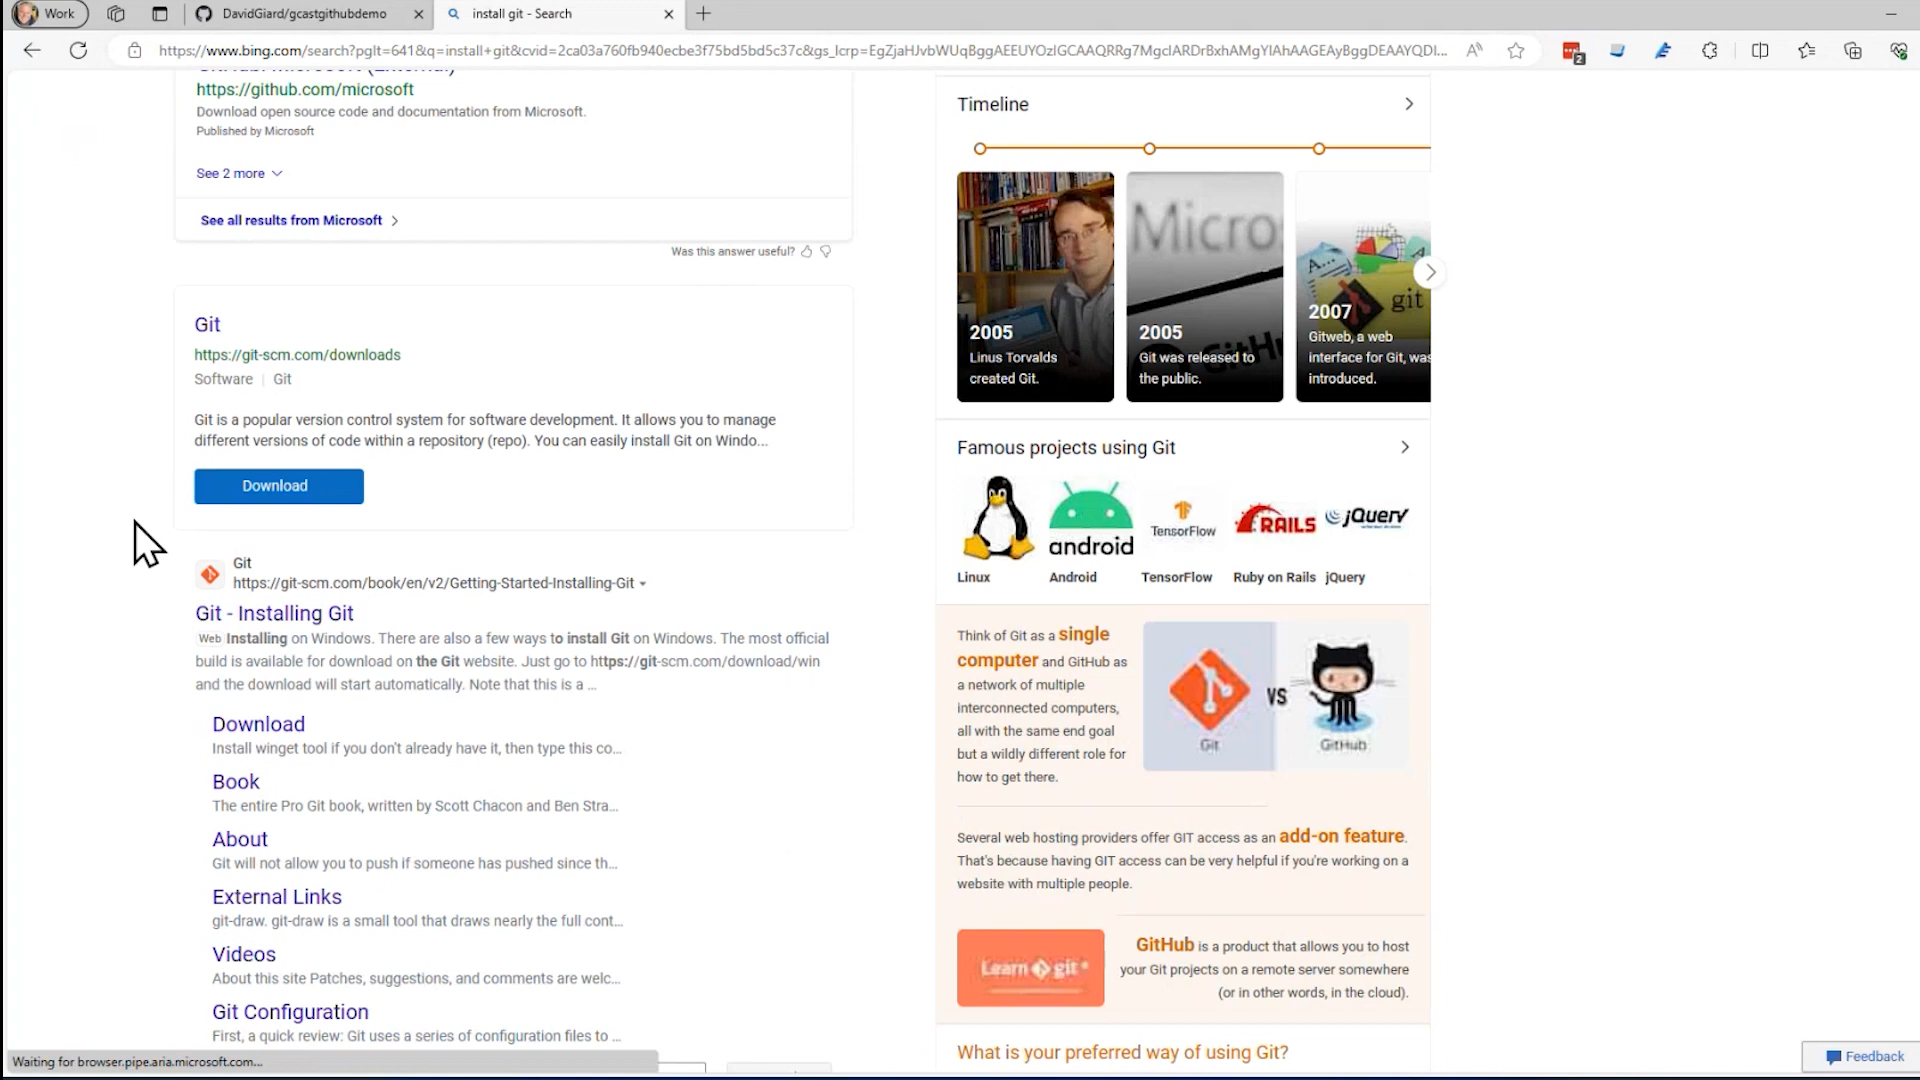 Work
DavidGiard/gcastgithubdemo
install git - Search
https://www.bing.com/search?pglt=641&q=install+git&cvid=2ca03a760fb940ecbe3f75bd5bd5c37c&gs_lcrp=EgZjaHJvbWUqBggAEEUYOzIGCAAQRRg7MgcIARDrBxhAMgYIAhAAGEAyBggDEAAYQDI...
2
https://github.com/microsoft
Download open source code and documentation from Microsoft.
Published by Microsoft
See 2 more
See all results from Microsoft
Was this answer useful?
Git
https://git-scm.com/downloads
Software | Git
Git is a popular version control system for software development. It allows you to manage
different versions of code within a repository (repo). You can easily install Git on Windo...
Download
Git
https://git-scm.com/book/en/v2/Getting-Started-Installing-Git
Git - Installing Git
Web Installing on Windows. There are also a few ways to install Git on Windows. The most official
build is available for download on the Git website. Just go to https://git-scm.com/download/win
and the download will start automatically. Note that this is a ...
Download
Install winget tool if you don't already have it, then type this co...
Book
The entire Pro Git book, written by Scott Chacon and Ben Stra...
About
Git will not allow you to push if someone has pushed since th...
External Links
git-draw. git-draw is a small tool that draws nearly the full cont...
Videos
About this site Patches, suggestions, and comments are welc...
Git Configuration
First, a quick review: Git uses a series of configuration files to ...
Waiting for browser.pipe.aria.microsoft.com...
Timeline
2005
Linus Torvalds
created Git.
Micro
2005
Git was released to
the public.
git
2007
Gitweb, a web
interface for Git, was
introduced.
Famous projects using Git
android
TensorFlow
RAILS
jQuery
Linux
Android
TensorFlow
Ruby on Rails
jQuery
Think of Git as a single
computer and GitHub as
a network of multiple
interconnected computers,
all with the same end goal
but a wildly different role for
how to get there.
vs
Git
GitHub
Several web hosting providers offer GIT access as an add-on feature.
That's because having GIT access can be very helpful if you're working on a
website with multiple people.
Learn git
GitHub is a product that allows you to host
your Git projects on a remote server somewhere
(or in other words, in the cloud).
What is your preferred way of using Git?
Feedback